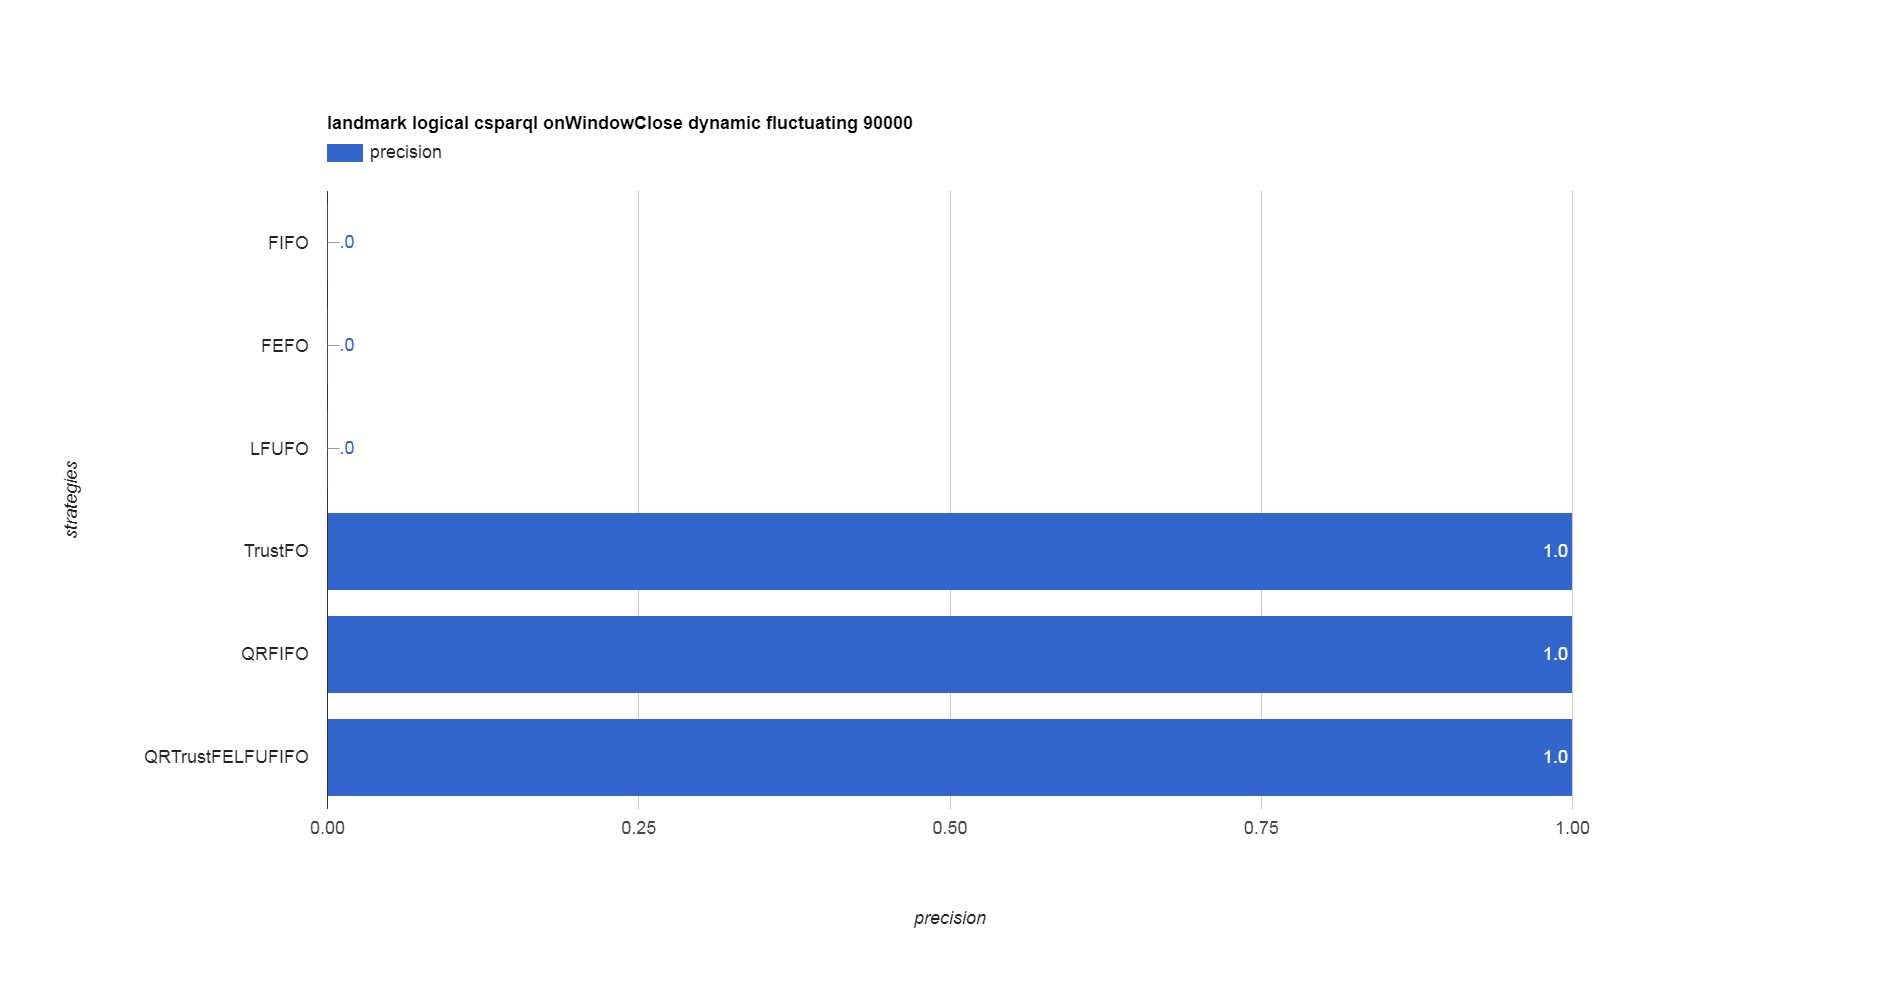 landmark logical csparql onWindowClose dynamic fluctuating 90000
precision
FIFO .0
FEFO .0
LFUFO .0
TrustFO 1.0
QRFIFO 1.0
QRTrustFELFUFIFO 1.0
strategies
0.00 0.25 0.50 0.75 1.00
precision